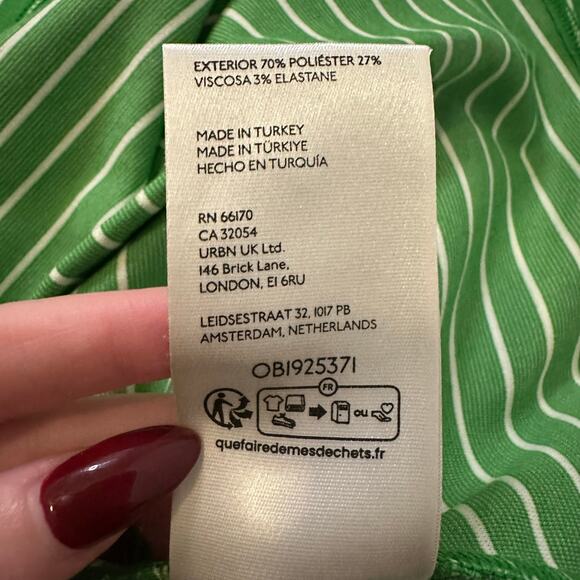 EXTERIOR 70% POLIÉSTER 27%
VISCOSA 3% ELASTANE
MADE IN TURKEY
MADE IN TÜRKIYE
HECHO EN TURQUÍA
RN 66170
CA 32054
URBN UK Ltd.
146 Brick Lane,
LONDON, E1 6RU
LEIDSESTRAAT 32, 1017 PB
AMSTERDAM, NETHERLANDS
OB1925371
FR
ou
quefairedemesdechets.fr